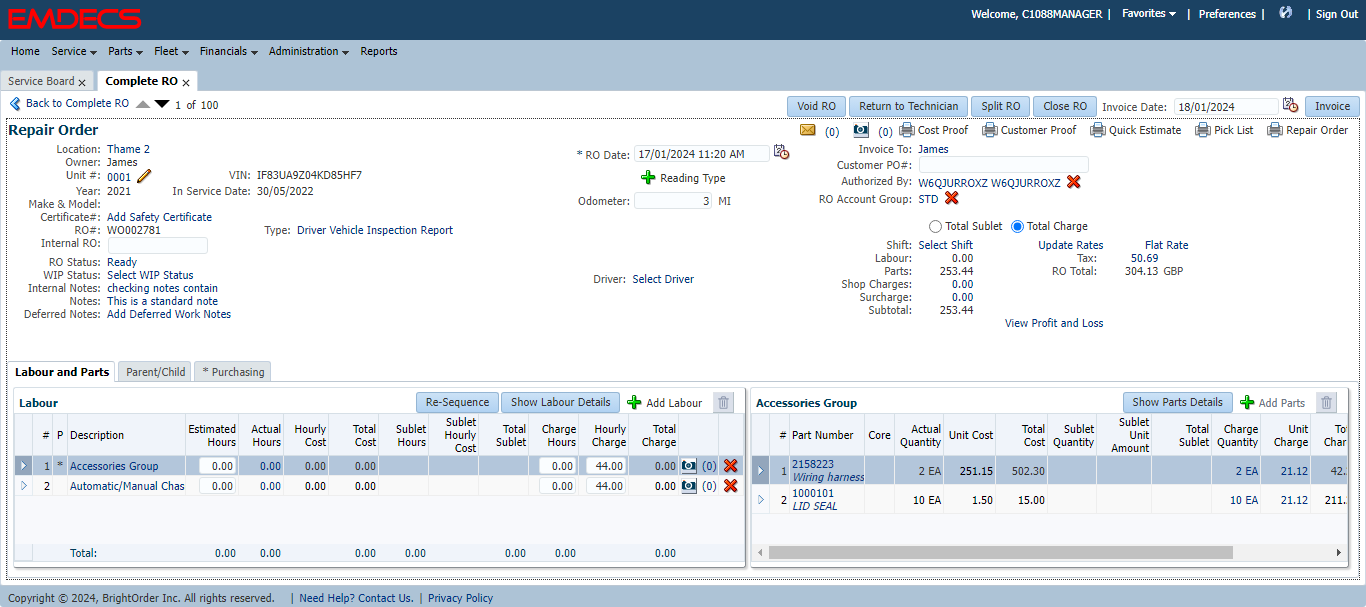 EMDECS
Welcome, C1088MANAGER | Favorites | Preferences | | Sign Out
Home Service Parts Fleet Financials Administration Reports
Service Board x Complete RO x
Back to Complete RO 1 of 100 Void RO Return to Technician Split RO Close RO Invoice Date: 18/01/2024 Invoice
Repair Order (0) (0) Cost Proof Customer Proof Quick Estimate Pick List Repair Order
Location: Thame 2 * RO Date: 17/01/2024 11:20 AM Invoice To: James
Owner: James Customer PO#:
Unit #: 0001 VIN: IF83UA9Z04KD85HF7 Reading Type Authorized By: W6QJURROXZ W6QJURROXZ
Year: 2021 In Service Date: 30/05/2022 Odometer: 3 MI RO Account Group: STD
Make & Model:
Certificate#: Add Safety Certificate
RO#: WO002781 Type: Driver Vehicle Inspection Report Total Sublet Total Charge
Internal RO: Shift: Select Shift Update Rates Flat Rate
RO Status: Ready Labour: 0.00 Tax: 50.69
WIP Status: Select WIP Status Driver: Select Driver Parts: 253.44 RO Total: 304.13 GBP
Internal Notes: checking notes contain Shop Charges: 0.00
Notes: This is a standard note Surcharge: 0.00
Deferred Notes: Add Deferred Work Notes Subtotal: 253.44
View Profit and Loss
Labour and Parts Parent/Child * Purchasing
Labour Re-Sequence Show Labour Details Add Labour
# P Description Estimated Hours Actual Hours Hourly Cost Total Cost Sublet Hours Sublet Hourly Cost Total Sublet Charge Hours Hourly Charge Total Charge
1 * Accessories Group 0.00 0.00 0.00 0.00 0.00 44.00 0.00 (0)
2 Automatic/Manual Chas 0.00 0.00 0.00 0.00 0.00 44.00 0.00 (0)
Total: 0.00 0.00 0.00 0.00 0.00 0.00 0.00
Accessories Group Show Parts Details Add Parts
# Part Number Core Actual Quantity Unit Cost Total Cost Sublet Quantity Sublet Unit Amount Total Sublet Charge Quantity Unit Charge Tot Char
1 2158223 2 EA 251.15 502.30 2 EA 21.12 42.
Wiring harness
2 1000101 10 EA 1.50 15.00 10 EA 21.12 211.
LID SEAL
Copyright © 2024, BrightOrder Inc. All rights reserved. | Need Help? Contact Us. | Privacy Policy